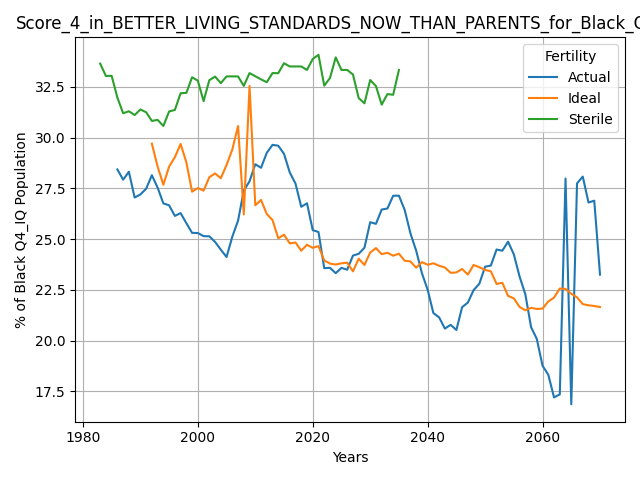 Score_4_in_BETTER_LIVING_STANDARDS_NOW_THAN_PARENTS_for_Black_
Fertility
Actual
Ideal
Sterile
% of Black Q4_IQ Population
32.5
30.0
27.5
25.0
22.5
20.0
17.5
1980
2000
2020
2040
2060
Years